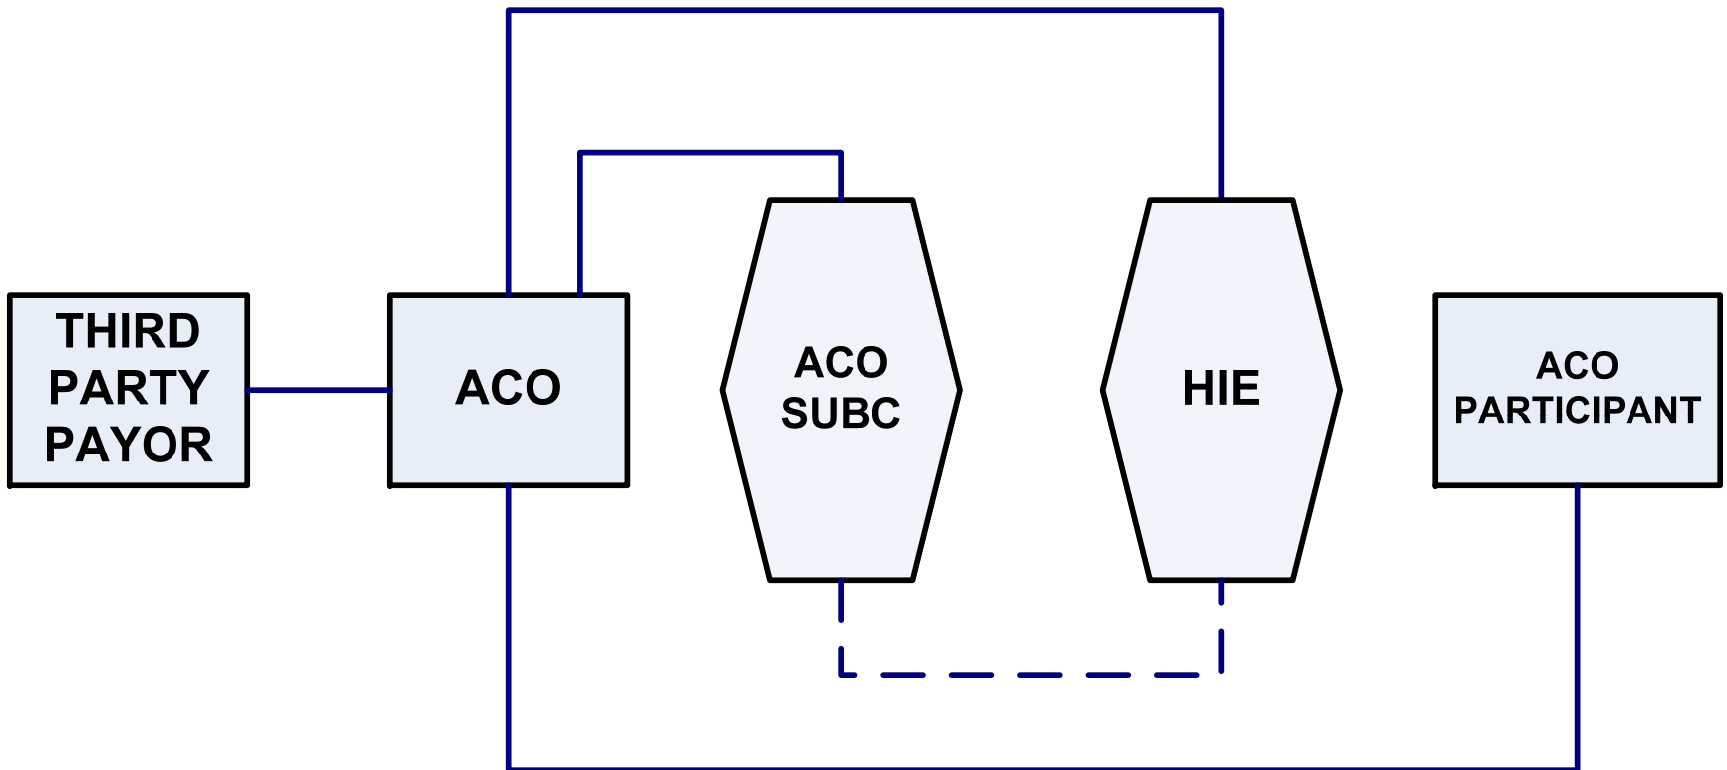 THIRD
PARTY
PAYOR
ACO
ACO
SUBC
HIE
ACO
PARTICIPANT